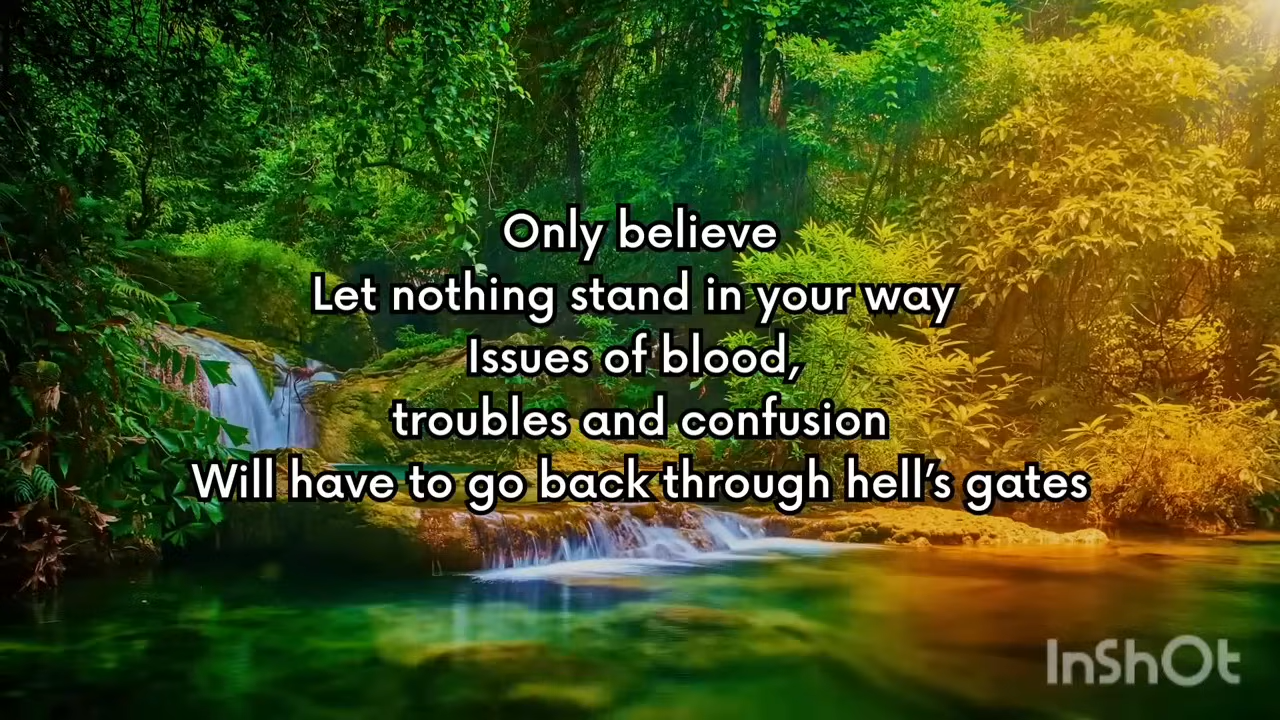 Only believe
Let nothing stand in your way
Issues of blood,
troubles and confusion
Will have to go back through hell's gates
InShOt